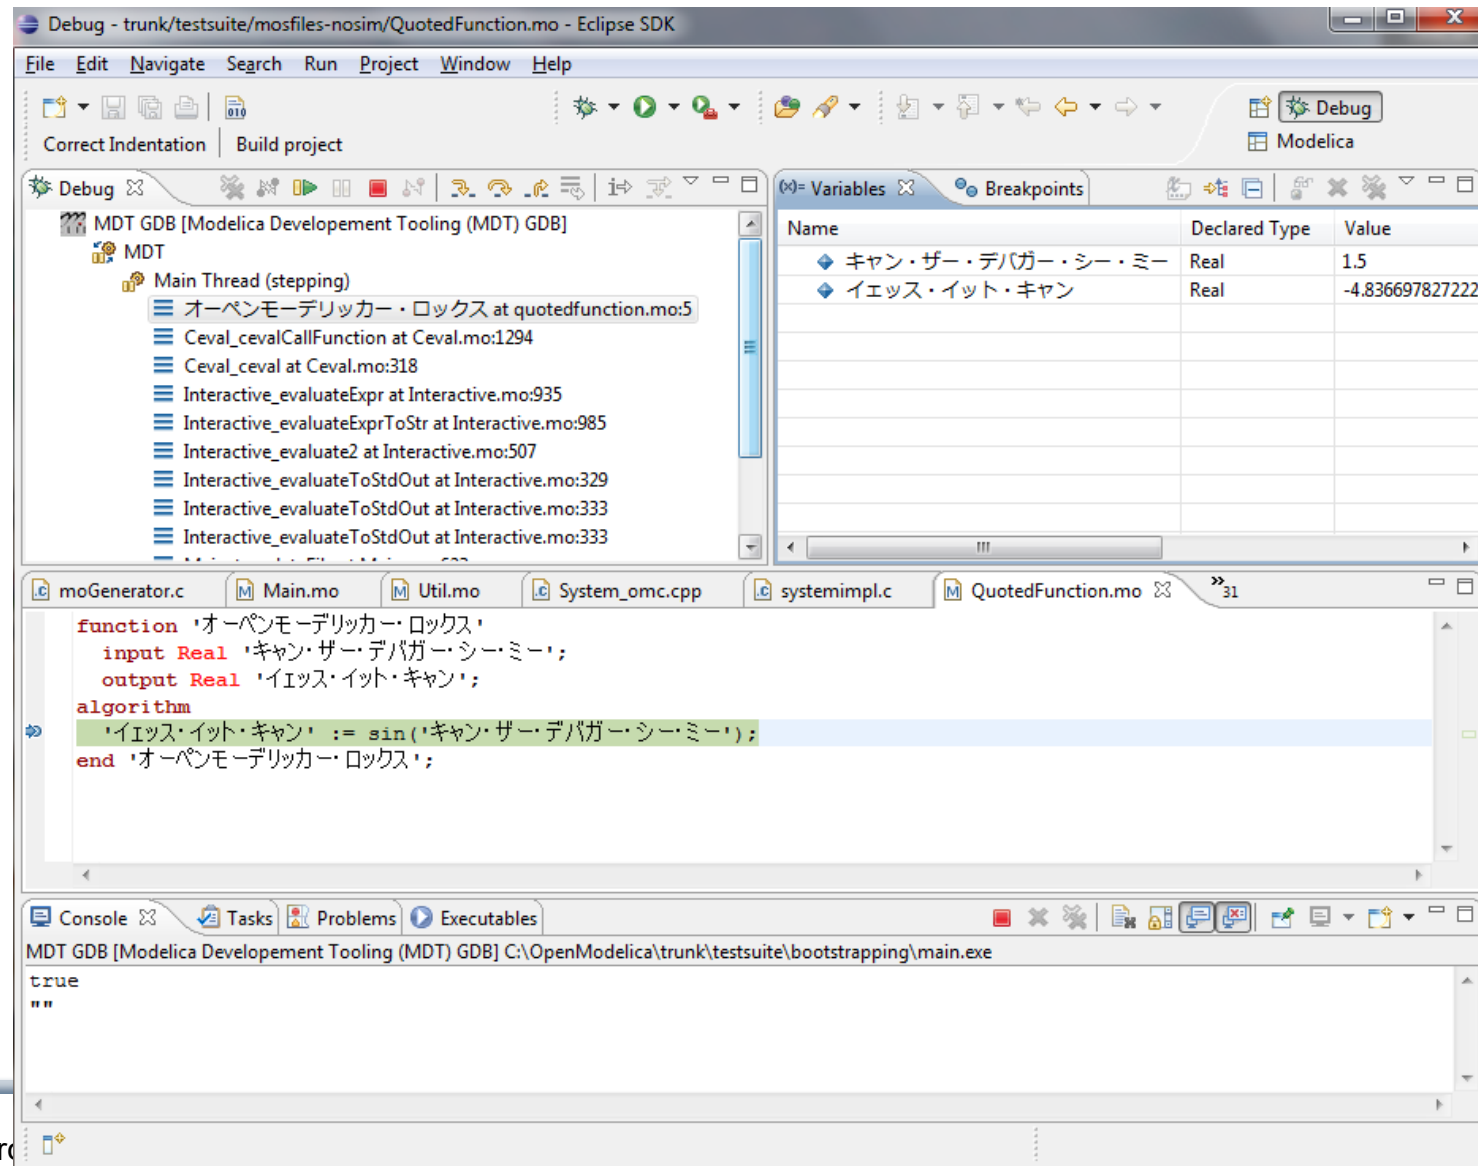 Debug - trunk/testsuite/mosfiles-nosim/QuotedFunction.mo - Eclipse SDK
File Edit Navigate Search Run Project Window Help
Debug
Correct Indentation Build project
Modelica
Debug
MDT GDB [Modelica Developement Tooling (MDT) GDB]
MDT
Main Thread (stepping)
オーペンモーデリッカー・ロックス at quotedfunction.mo:5
Ceval_cevalCallFunction at Ceval.mo:1294
Ceval_ceval at Ceval.mo:318
Interactive_evaluateExpr at Interactive.mo:935
Interactive_evaluateExprToStr at Interactive.mo:985
Interactive_evaluate2 at Interactive.mo:507
Interactive_evaluateToStdOut at Interactive.mo:329
Interactive_evaluateToStdOut at Interactive.mo:333
Interactive_evaluateToStdOut at Interactive.mo:333
(x)= Variables Breakpoints
Name Declared Type Value
キャン・ザー・デバガー・シー・ミー Real 1.5
イェッス・イット・キャン Real -4.836697827222
moGenerator.c Main.mo Util.mo System_omc.cpp systemimpl.c QuotedFunction.mo »31
function 'オーペンモーデリッカー・ロックス'
input Real 'キャン・ザー・デバガー・シー・ミー';
output Real 'イェッス・イット・キャン';
algorithm
'イェッス・イット・キャン' := sin('キャン・ザー・デバガー・シー・ミー');
end 'オーペンモーデリッカー・ロックス';
Console Tasks Problems Executables
MDT GDB [Modelica Developement Tooling (MDT) GDB] C:\OpenModelica\trunk\testsuite\bootstrapping\main.exe
true
""